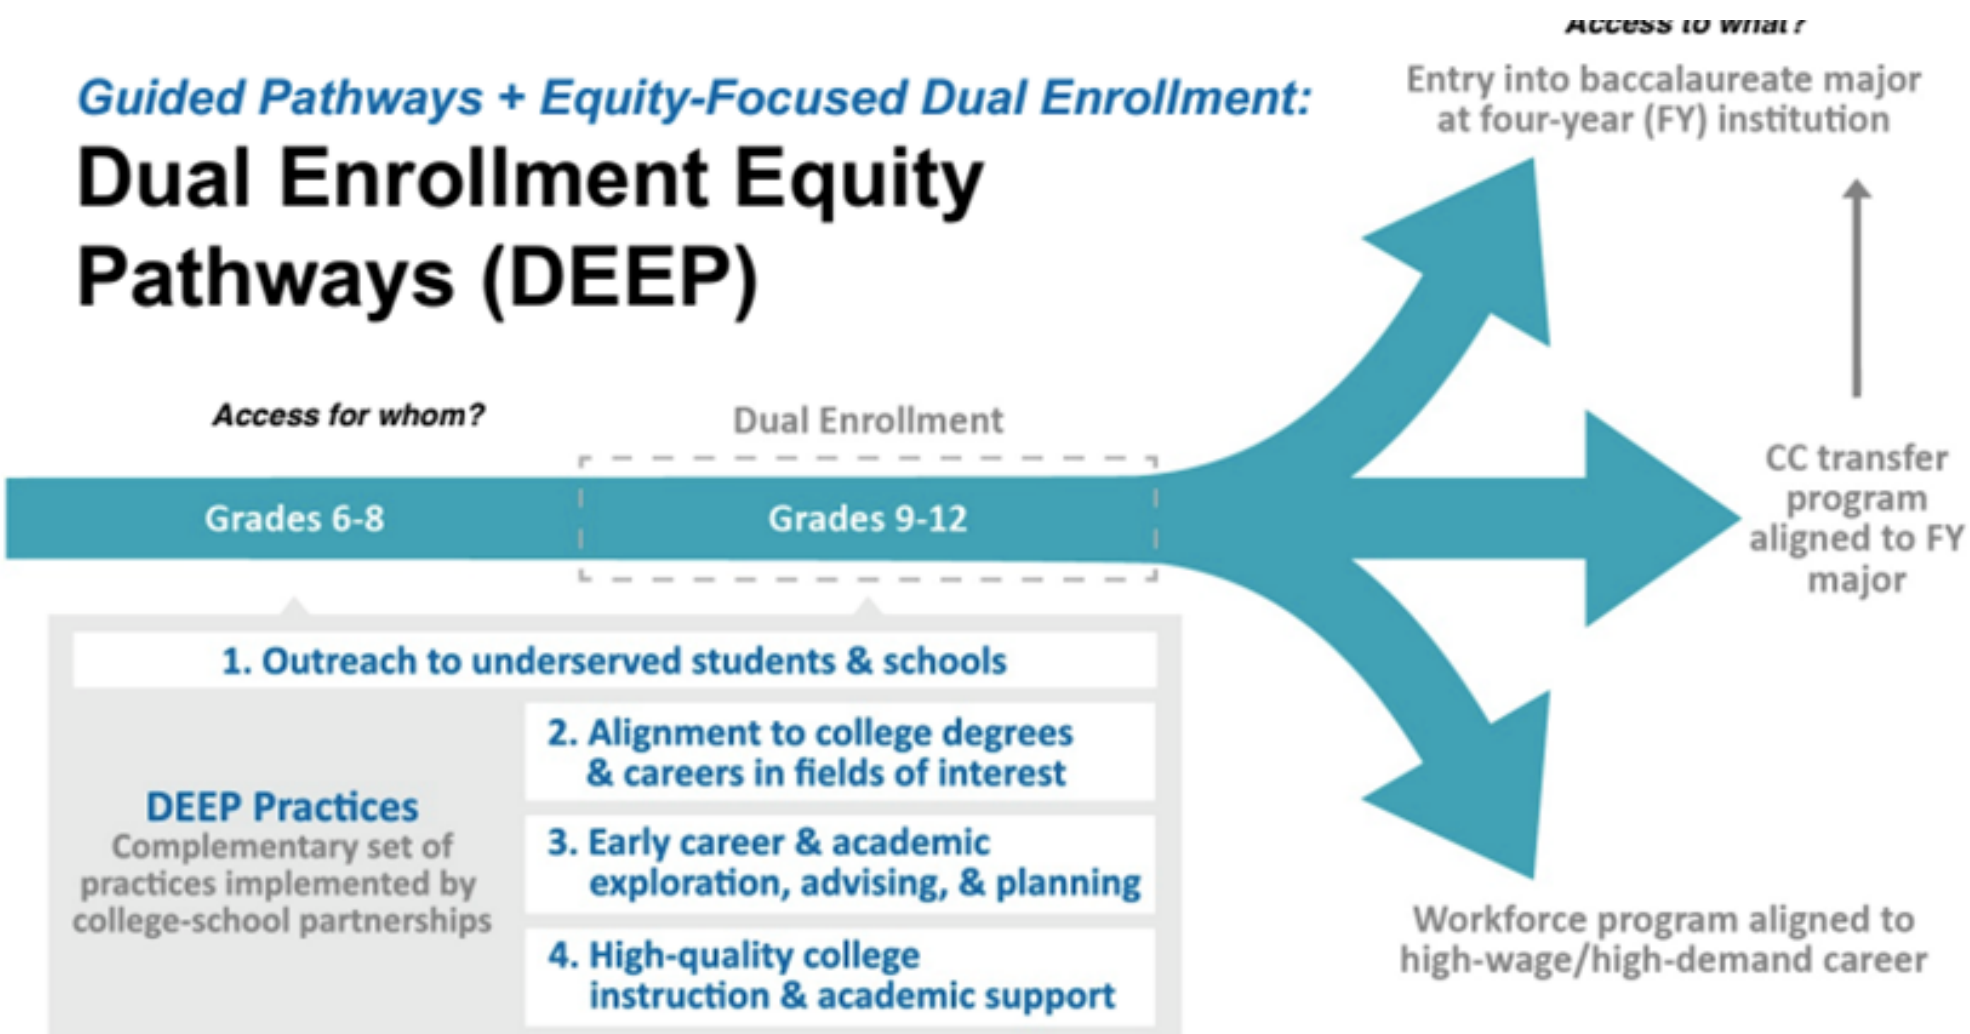 Access to what?
Guided Pathways + Equity-Focused Dual Enrollment:
Dual Enrollment Equity
Pathways (DEEP)
Entry into baccalaureate major
at four-year (FY) institution
Access for whom?
Dual Enrollment
Grades 6-8
Grades 9-12
CC transfer
program
aligned to FY
major
1. Outreach to underserved students & schools
DEEP Practices
Complementary set of
practices implemented by
college-school partnerships
2. Alignment to college degrees
& careers in fields of interest
3. Early career & academic
exploration, advising, & planning
4. High-quality college
instruction & academic support
Workforce program aligned to
high-wage/high-demand career